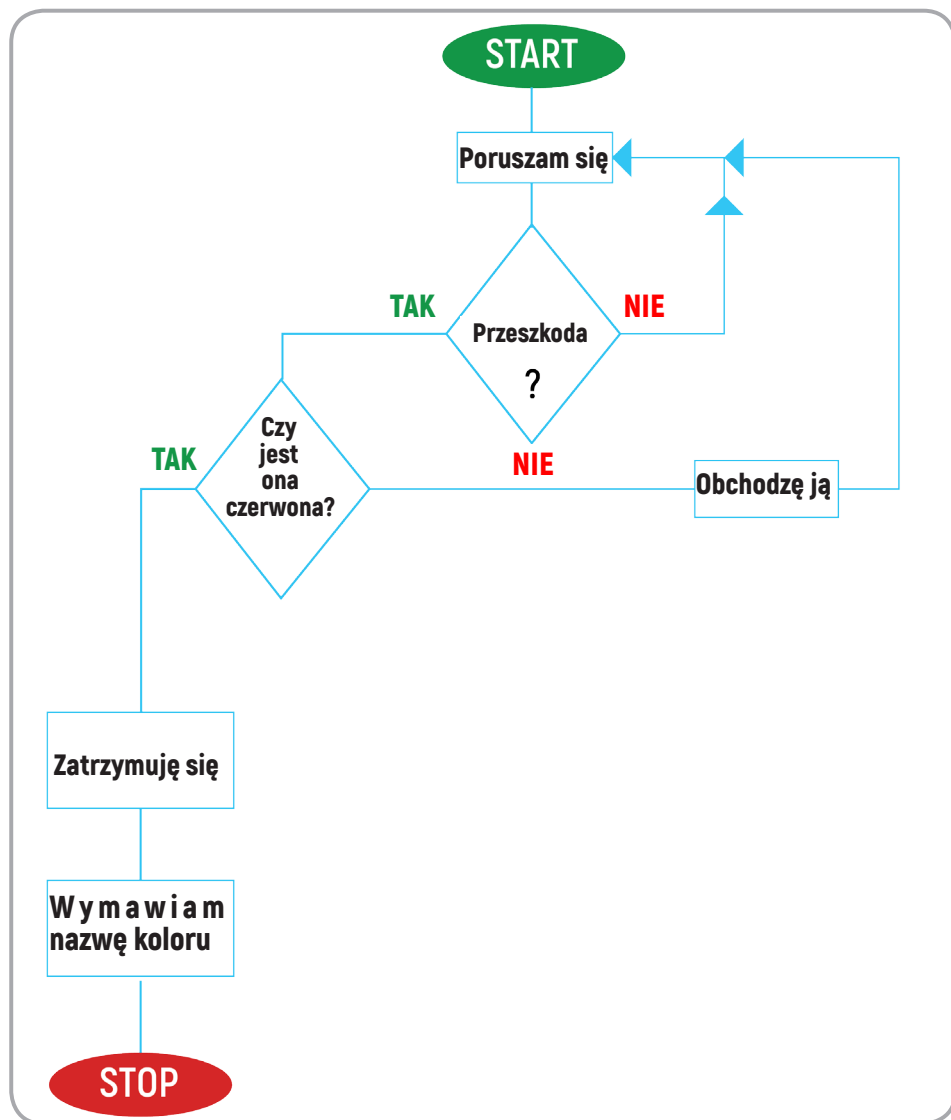 START
Poruszam się
TAK
NIE
Przeszkoda
?
Czy
jest
ona
czerwona?
TAK
NIE
Obchodzę ją
Zatrzymuję się
Wymawiam
nazwę koloru
STOP